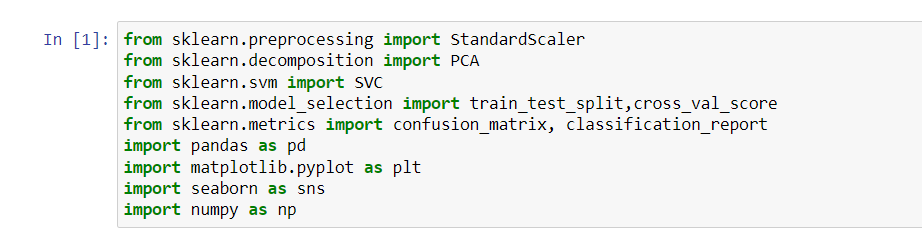 In [1]: from sklearn.preprocessing import StandardScaler
from sklearn.decomposition import PCA
from sklearn.svm import SVC
from sklearn.model_selection import train_test_split,cross_val_score
from sklearn.metrics import confusion_matrix, classification_report
import pandas as pd
import matplotlib.pyplot as plt
import seaborn as sns
import numpy as np